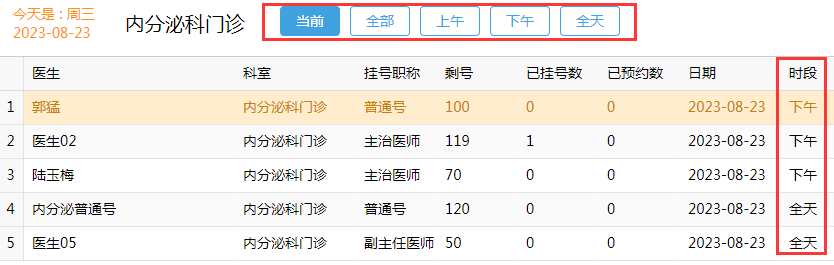 今天是 : 周三
2023-08-23
内分泌科门诊
当前 全部 上午 下午 全天
医生 科室 挂号职称 剩号 已挂号数 已预约数 日期 时段
1 郭猛 内分泌科门诊 普通号 100 0 0 2023-08-23 下午
2 医生02 内分泌科门诊 主治医师 119 1 0 2023-08-23 下午
3 陆玉梅 内分泌科门诊 主治医师 70 0 0 2023-08-23 下午
4 内分泌普通号 内分泌科门诊 普通号 120 0 0 2023-08-23 全天
5 医生05 内分泌科门诊 副主任医师 50 0 0 2023-08-23 全天